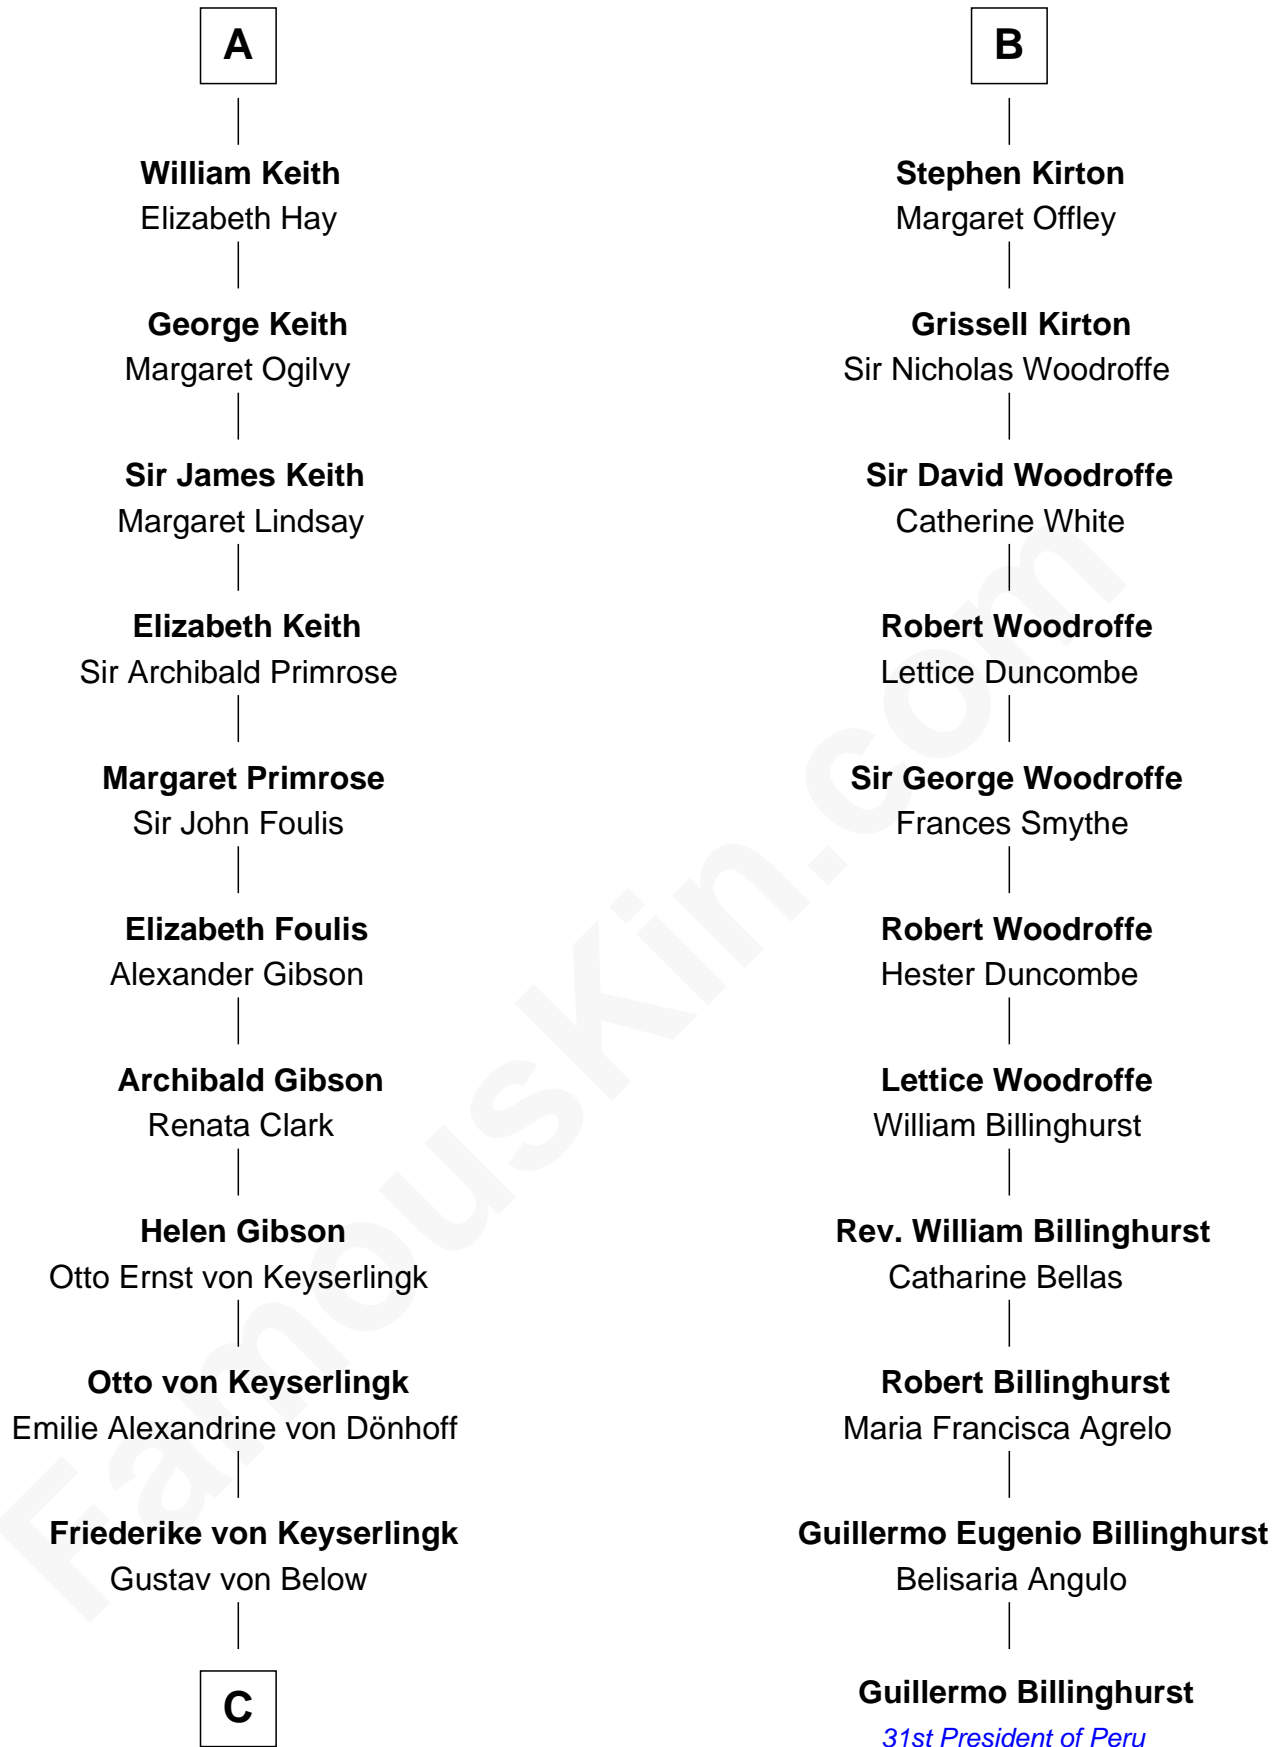 A
William Keith
Elizabeth Hay
George Keith
Margaret Ogilvy
Sir James Keith
Margaret Lindsay
Elizabeth Keith
Sir Archibald Primrose
Margaret Primrose
Sir John Foulis
Elizabeth Foulis
Alexander Gibson
Archibald Gibson
Renata Clark
Helen Gibson
Otto Ernst von Keyserlingk
Otto von Keyserlingk
Emilie Alexandrine von Dönhoff
Friederike von Keyserlingk
Gustav von Below
C
B
Stephen Kirton
Margaret Offley
Grissell Kirton
Sir Nicholas Woodroffe
Sir David Woodroffe
Catherine White
Robert Woodroffe
Lettice Duncombe
Sir George Woodroffe
Frances Smythe
Robert Woodroffe
Hester Duncombe
Lettice Woodroffe
William Billinghurst
Rev. William Billinghurst
Catharine Bellas
Robert Billinghurst
Maria Francisca Agrelo
Guillermo Eugenio Billinghurst
Belisaria Angulo
Guillermo Billinghurst
31st President of Peru
FamousKin.com